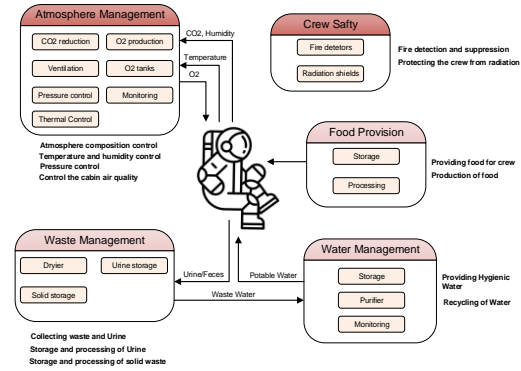 Atmosphere Management
CO2 reduction
O2 production
Ventilation
O2 tanks
Pressure control
Monitoring
Thermal Control
Atmosphere composition control
Temperature and humidity control
Pressure control
Control the cabin air quality
CO2, Humidity
Temperature
O2
Crew Safty
Fire detetors
Radiation shields
Fire detection and suppression
Protecting the crew from radiation
Food Provision
Storage
Processing
Providing food for crew
Production of food
Waste Management
Dryier
Urine storage
Solid storage
Collecting waste and Urine
Storage and processing of Urine
Storage and processing of solid waste
Urine/Feces
Waste Water
Potable Water
Water Management
Storage
Purifier
Monitoring
Providing Hygienic
Water
Recycling of Water